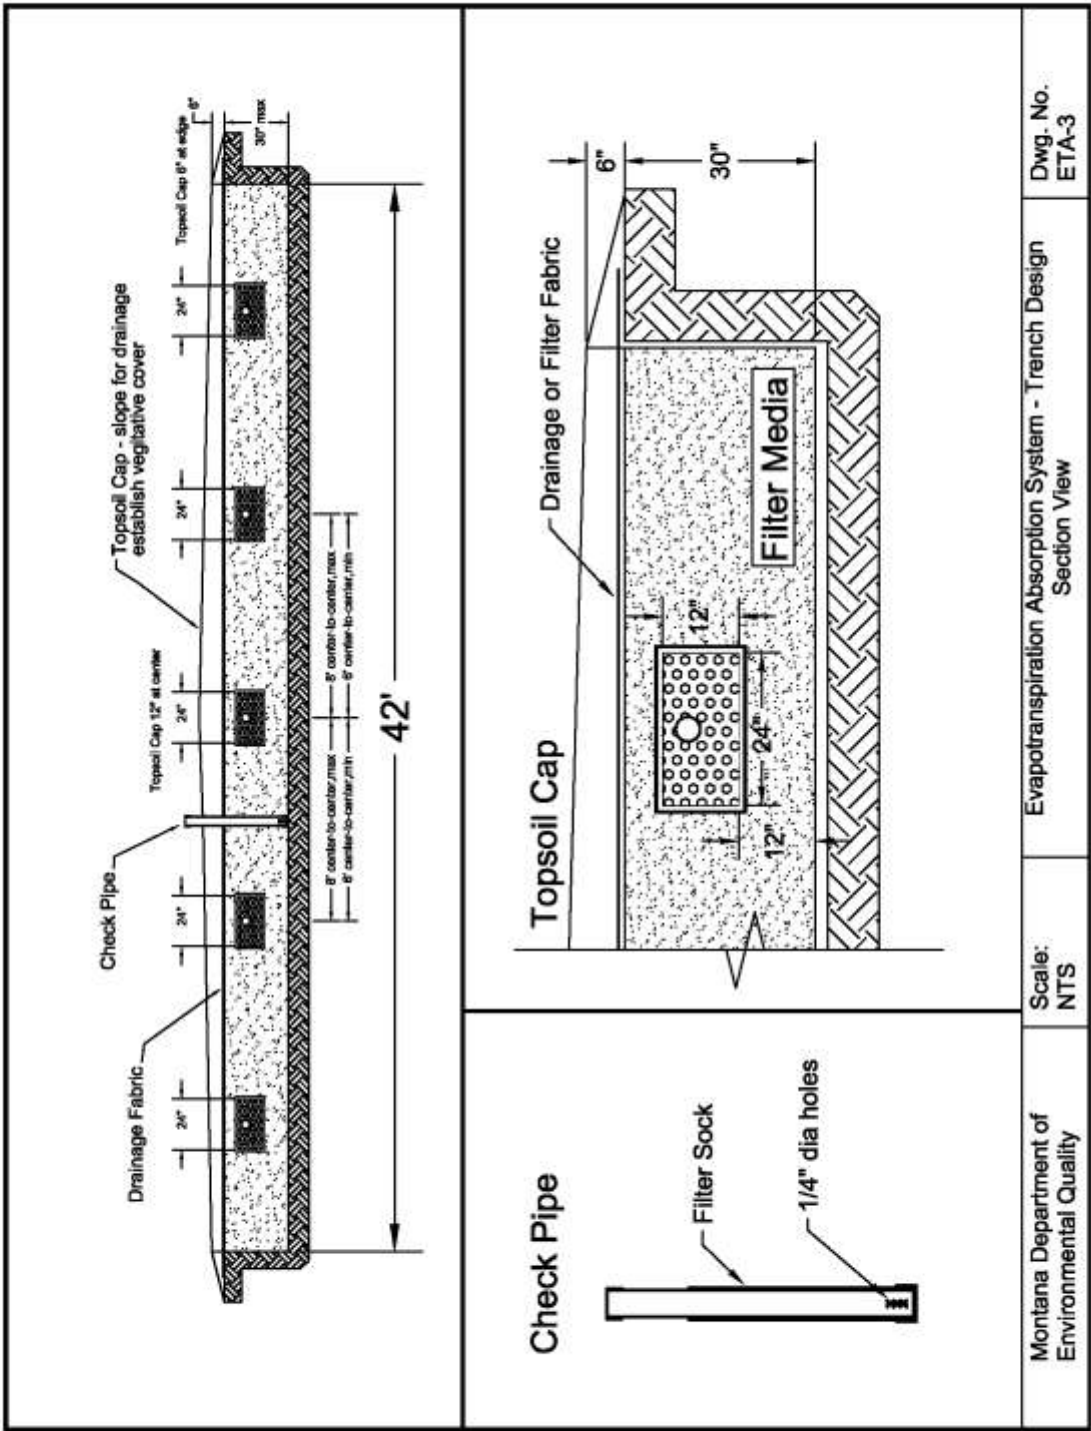 Topsoil Cap - slope for drainage
establish vegitative cover
Check Pipe
Drainage Fabric
Topsoil Cap 12" at center
Topsoil Cap 6" at edge
6"
30" max
24"
24"
24"
24"
24"
8' center-to-center,max
8' center-to-center,max
6' center-to-center,min
6' center-to-center,min
42'
Check Pipe
Filter Sock
1/4" dia holes
Topsoil Cap
Drainage or Filter Fabric
6"
30"
12"
24"
12"
Filter Media
Montana Department of
Environmental Quality
Scale:
NTS
Evapotranspiration Absorption System - Trench Design
Section View
Dwg. No.
ETA-3